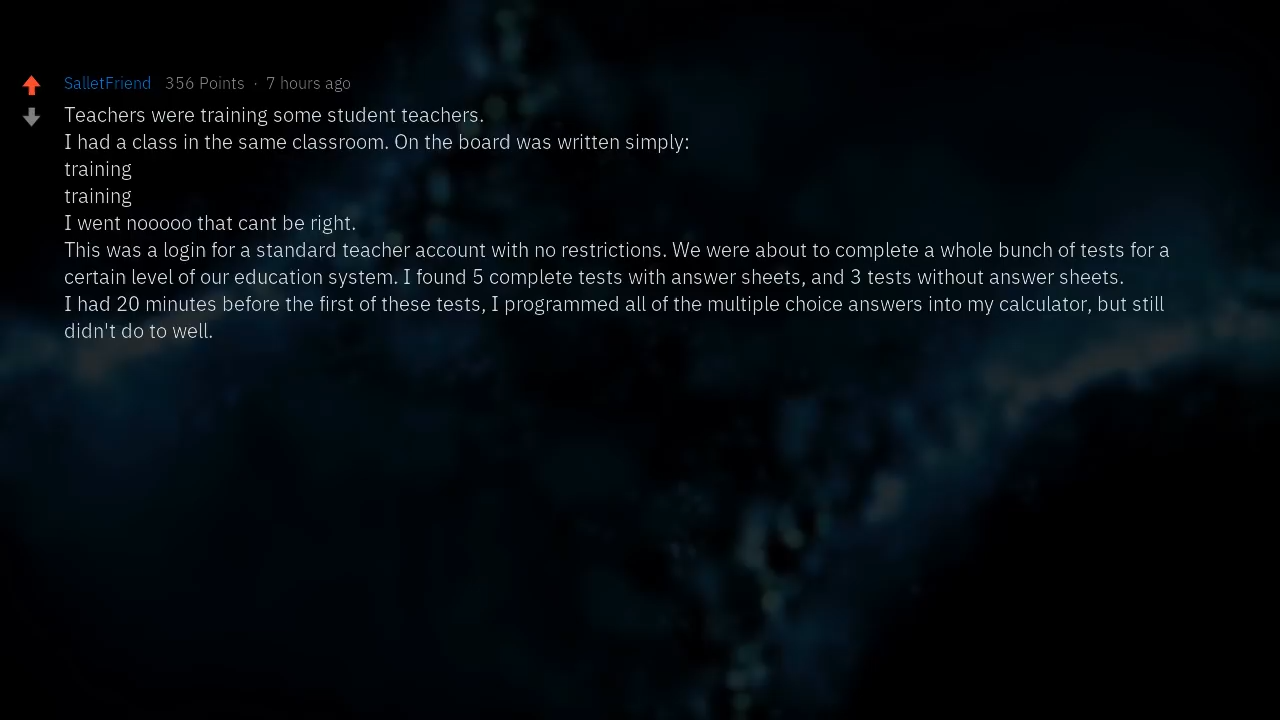 SalletFriend 356 Points · 7 hours ago
Teachers were training some student teachers.
I had a class in the same classroom. On the board was written simply:
training
training
I went nooooo that cant be right.
This was a login for a standard teacher account with no restrictions. We were about to complete a whole bunch of tests for a
certain level of our education system. I found 5 complete tests with answer sheets, and 3 tests without answer sheets.
I had 20 minutes before the first of these tests, I programmed all of the multiple choice answers into my calculator, but still
didn't do to well.